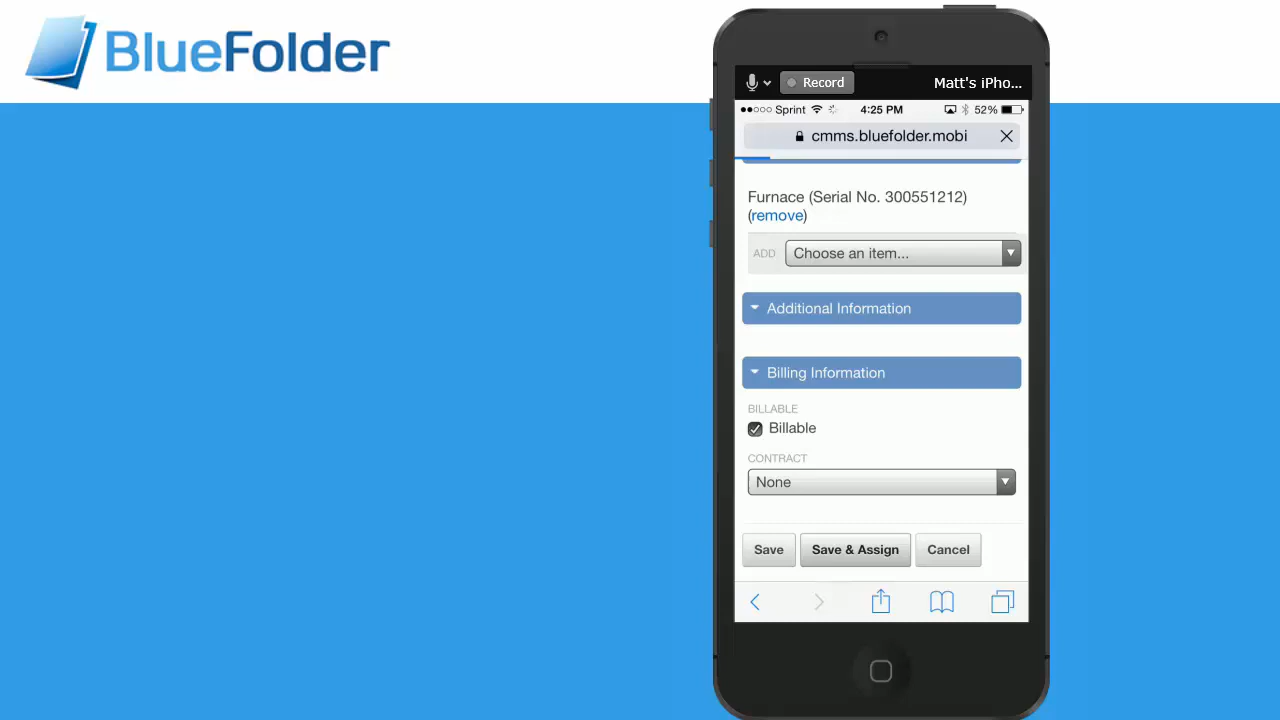 BlueFolder
Record
Matt's iPho...
Sprint
4:25 PM
52%
cmms.bluefolder.mobi
Furnace (Serial No. 300551212)
(remove)
ADD
Choose an item...
Additional Information
Billing Information
BILLABLE
Billable
CONTRACT
None
Save
Save & Assign
Cancel